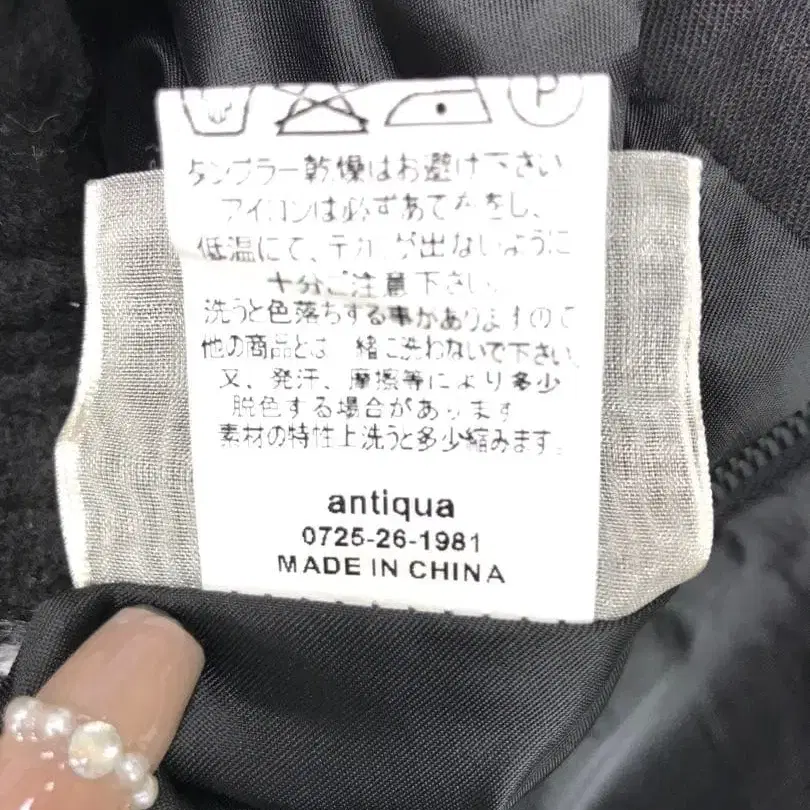 P
タンブラー乾燥はお避け下さい
アイロンは必ずあて布をし、
低温にて、テカリが出ないように
十分ご注意下さい。
洗うと色落ちする事がありますので
他の商品とは一緒に洗わないで下さい。
又、発汗、摩擦等により多少
脱色する場合があります
素材の特性上洗うと多少縮みます。
antiqua
0725-26-1981
MADE IN CHINA